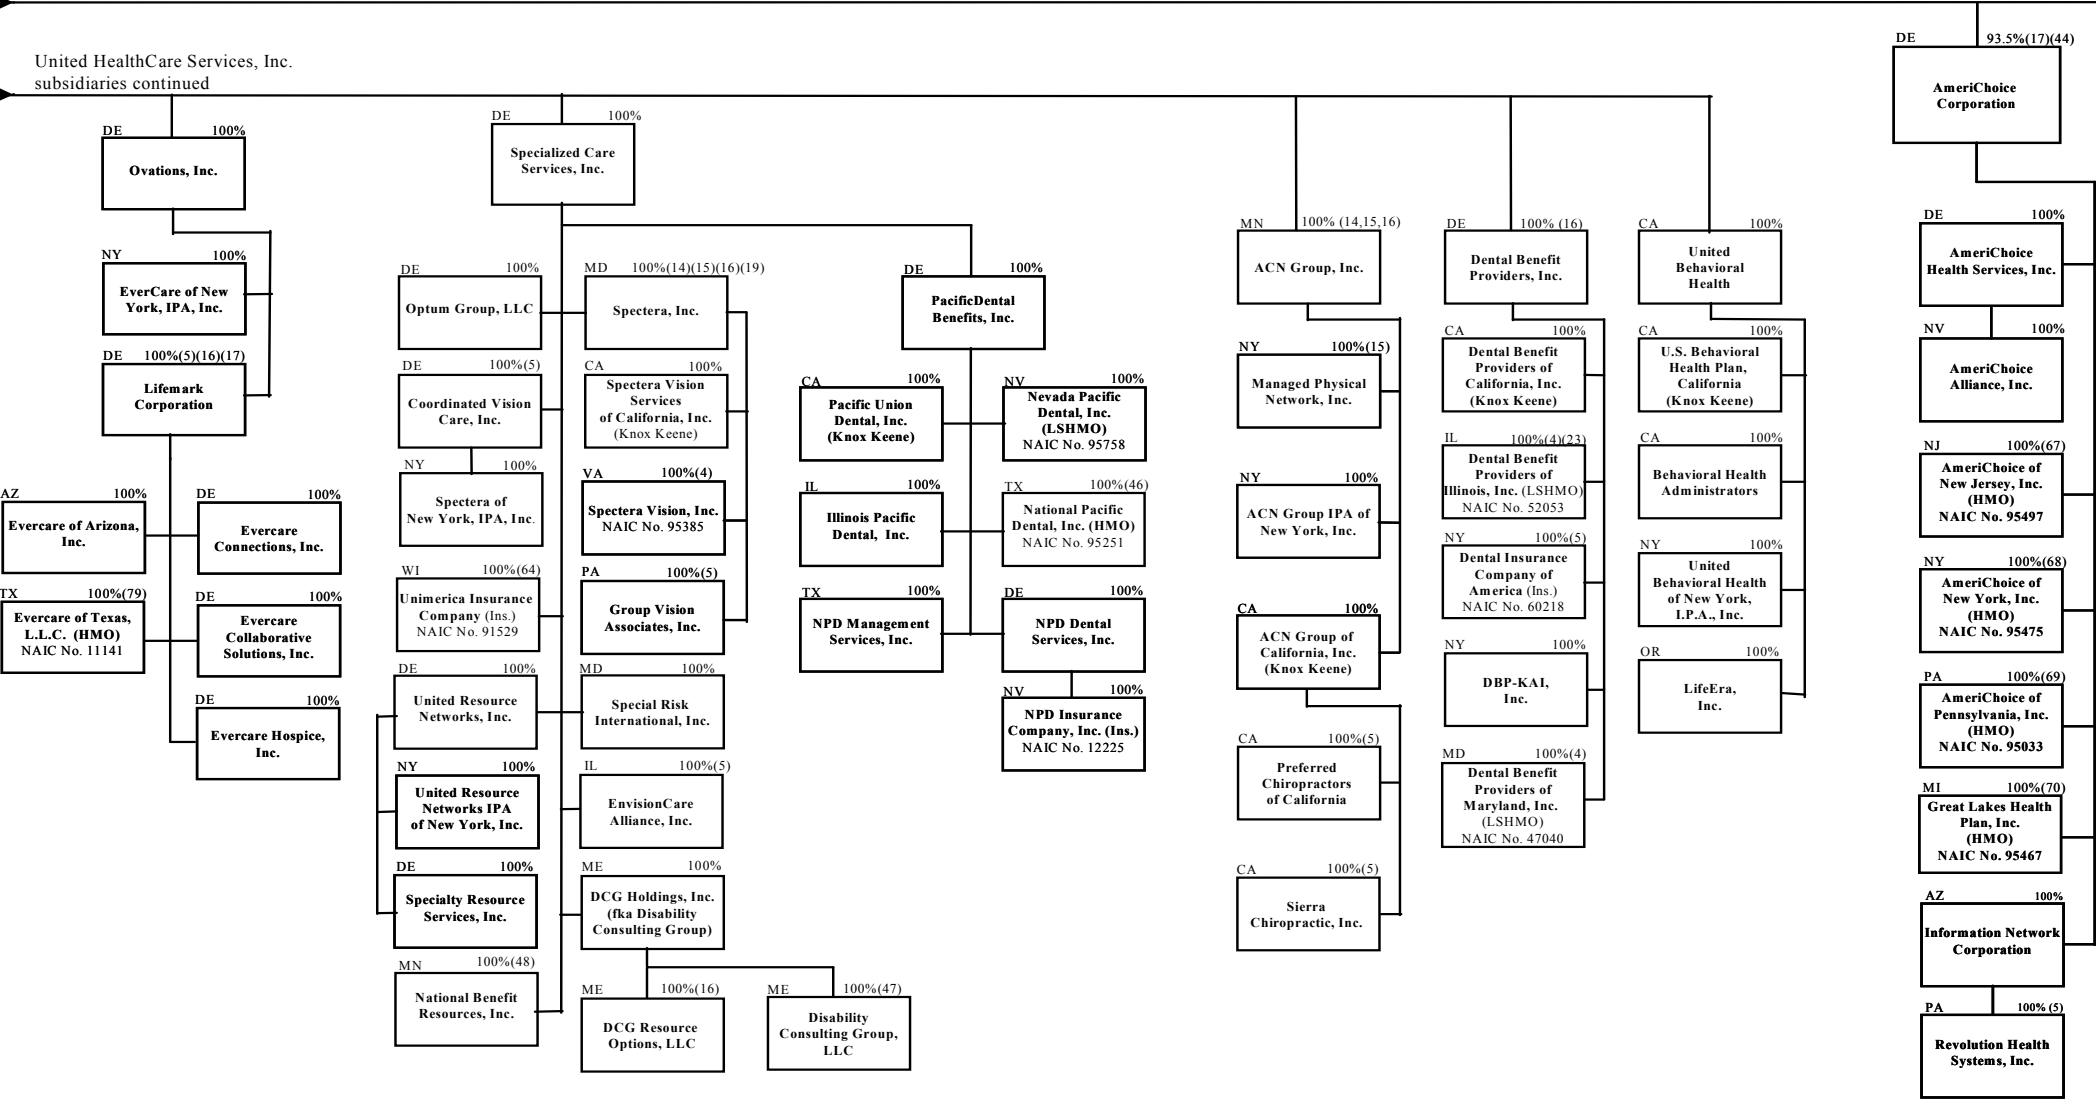 United HealthCare Services, Inc.
subsidiaries continued
DE 93.5%(17)(44)
AmeriChoice
Corporation
DE 100%
Ovations, Inc.
NY 100%
EverCare of New
York, IPA, Inc.
DE 100%(5)(16)(17)
Lifemark
Corporation
AZ 100%
Evercare of Arizona,
Inc.
DE 100%
Evercare
Connections, Inc.
TX 100%(79)
Evercare of Texas,
L.L.C. (HMO)
NAIC No. 11141
DE 100%
Evercare
Collaborative
Solutions, Inc.
DE 100%
Evercare Hospice,
Inc.
DE 100%
Specialized Care
Services, Inc.
DE 100%
Optum Group, LLC
MD 100%(14)(15)(16)(19)
Spectera, Inc.
DE 100%(5)
Coordinated Vision
Care, Inc.
CA 100%
Spectera Vision
Services
of California, Inc.
(Knox Keene)
NY 100%
Spectera of
New York, IPA, Inc.
VA 100%(4)
Spectera Vision, Inc.
NAIC No. 95385
WI 100%(64)
Unimerica Insurance
Company (Ins.)
NAIC No. 91529
PA 100%(5)
Group Vision
Associates, Inc.
DE 100%
United Resource
Networks, Inc.
MD 100%
Special Risk
International, Inc.
NY 100%
United Resource
Networks IPA
of New York, Inc.
IL 100%(5)
EnvisionCare
Alliance, Inc.
DE 100%
Specialty Resource
Services, Inc.
ME 100%
DCG Holdings, Inc.
(fka Disability
Consulting Group)
MN 100%(48)
National Benefit
Resources, Inc.
ME 100%(16)
DCG Resource
Options, LLC
ME 100%(47)
Disability
Consulting Group,
LLC
DE 100%
PacificDental
Benefits, Inc.
CA 100%
Pacific Union
Dental, Inc.
(Knox Keene)
NV 100%
Nevada Pacific
Dental, Inc.
(LSHMO)
NAIC No. 95758
IL 100%
Illinois Pacific
Dental, Inc.
TX 100%(46)
National Pacific
Dental, Inc. (HMO)
NAIC No. 95251
TX 100%
NPD Management
Services, Inc.
DE 100%
NPD Dental
Services, Inc.
NV 100%
NPD Insurance
Company, Inc. (Ins.)
NAIC No. 12225
MN 100% (14,15,16)
ACN Group, Inc.
NY 100%(15)
Managed Physical
Network, Inc.
NY 100%
ACN Group IPA of
New York, Inc.
CA 100%
ACN Group of
California, Inc.
(Knox Keene)
CA 100%(5)
Preferred
Chiropractors
of California
CA 100%(5)
Sierra
Chiropractic, Inc.
DE 100% (16)
Dental Benefit
Providers, Inc.
CA 100%
Dental Benefit
Providers of
California, Inc.
(Knox Keene)
IL 100%(4)(23)
Dental Benefit
Providers of
Illinois, Inc. (LSHMO)
NAIC No. 52053
NY 100%(5)
Dental Insurance
Company of
America (Ins.)
NAIC No. 60218
NY 100%
DBP-KAI,
Inc.
MD 100%(4)
Dental Benefit
Providers of
Maryland, Inc.
(LSHMO)
NAIC No. 47040
CA 100%
United
Behavioral
Health
CA 100%
U.S. Behavioral
Health Plan,
California
(Knox Keene)
CA 100%
Behavioral Health
Administrators
NY 100%
United
Behavioral Health
of New York,
I.P.A., Inc.
OR 100%
LifeEra,
Inc.
DE 100%
AmeriChoice
Health Services, Inc.
NV 100%
AmeriChoice
Alliance, Inc.
NJ 100%(67)
AmeriChoice of
New Jersey, Inc.
(HMO)
NAIC No. 95497
NY 100%(68)
AmeriChoice of
New York, Inc.
(HMO)
NAIC No. 95475
PA 100%(69)
AmeriChoice of
Pennsylvania, Inc.
(HMO)
NAIC No. 95033
MI 100%(70)
Great Lakes Health
Plan, Inc.
(HMO)
NAIC No. 95467
AZ 100%
Information Network
Corporation
PA 100% (5)
Revolution Health
Systems, Inc.